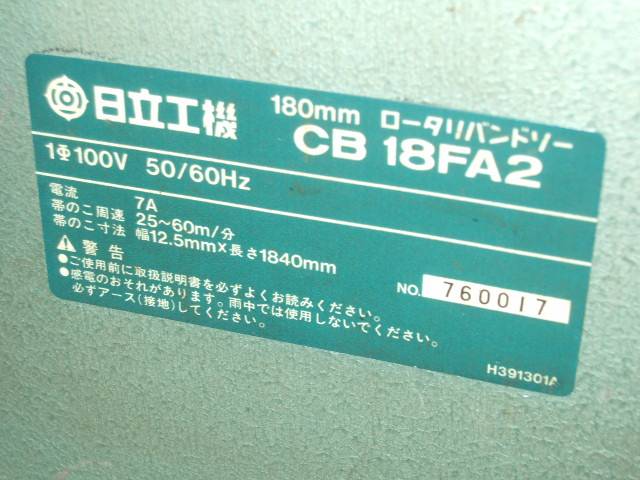 日立工機
180mm ロータリバンドソー
CB 18FA2
1Φ100V 50/60Hz
電流 7A
帯のこ周速 25~60m/分
帯のこ寸法 幅12.5mm×長さ1840mm
警告
●ご使用前に取扱説明書を必ずよくお読みください。
●感電のおそれがあります。雨中では使用しないでください。
必ずアース(接地)してください。
NO. 760017
H391301A